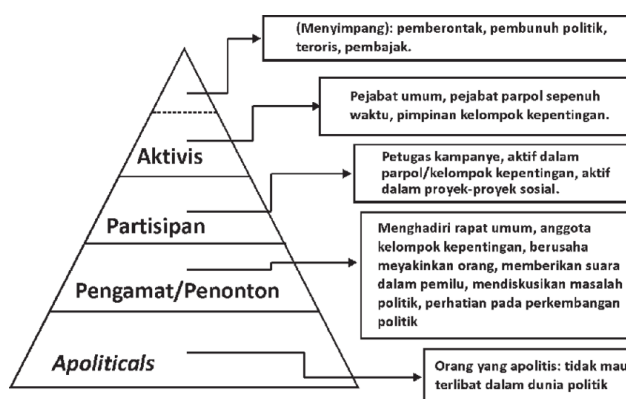 (Menyimpang): pemberontak, pembunuh politik,
teroris, pembajak.
Pejabat umum, pejabat parpol sepenuh
waktu, pimpinan kelompok kepentingan.
Aktivis
Petugas kampanye, aktif dalam
parpol/kelompok kepentingan, aktif
dalam proyek-proyek sosial.
Partisipan
Menghadiri rapat umum, anggota
kelompok kepentingan, berusaha
meyakinkan orang, memberikan suara
dalam pemilu, mendiskusikan masalah
politik, perhatian pada perkembangan
politik
Pengamat/Penonton
Apoliticals
Orang yang apolitis: tidak mau
terlibat dalam dunia politik